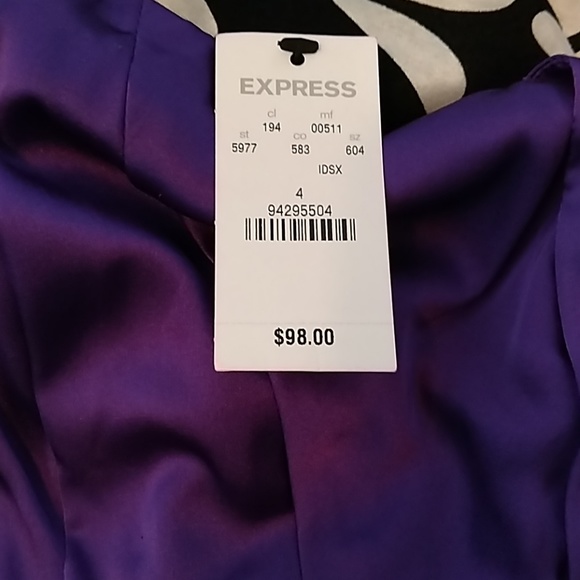 EXPRESS
cl mf
194 00511
st co sz
5977 583 604
IDSX
4
94295504
$98.00